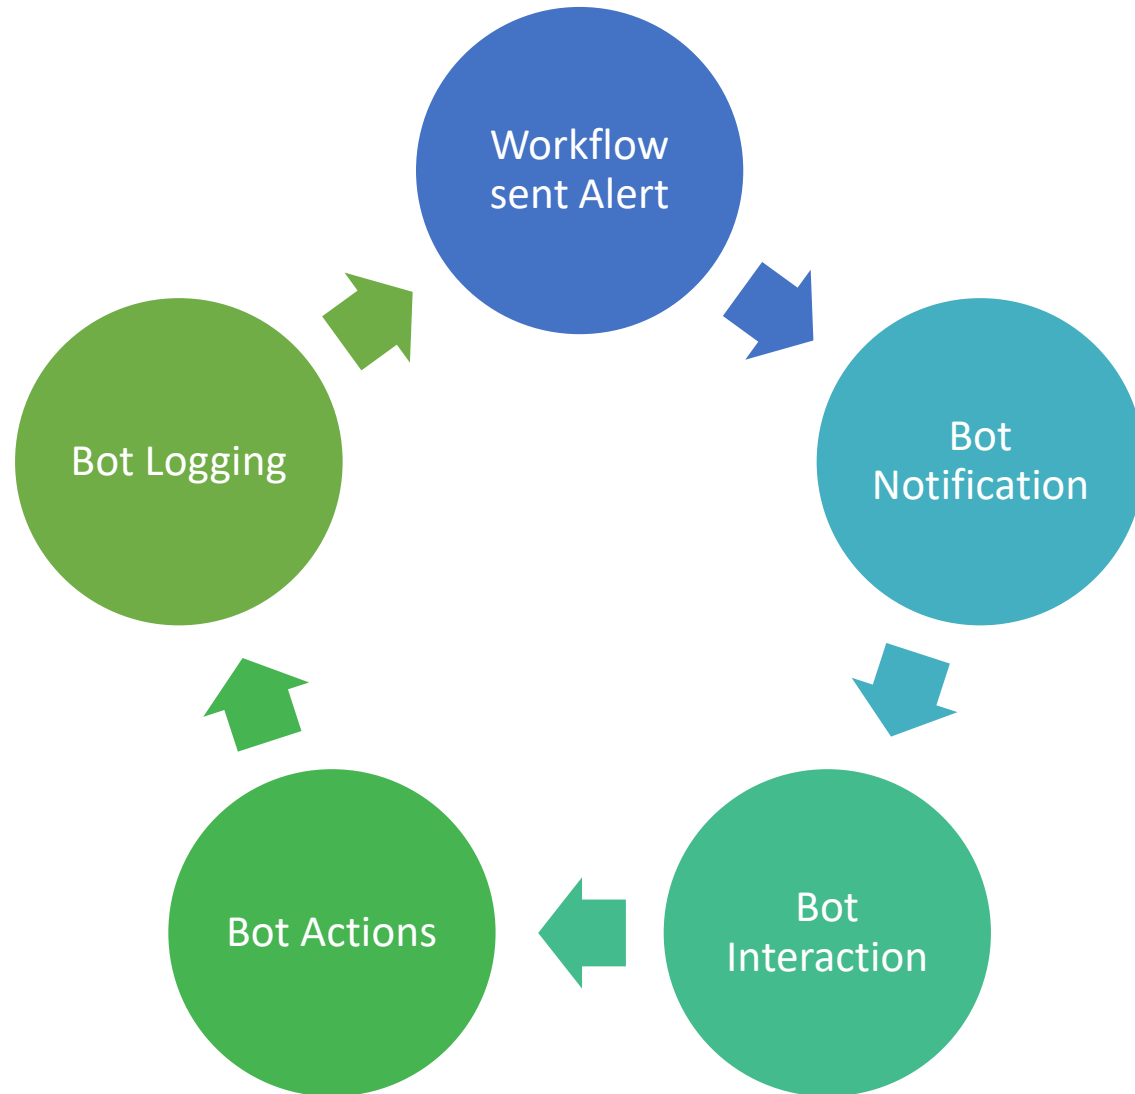 Workflow
sent Alert
Bot
Notification
Bot
Interaction
Bot Actions
Bot Logging